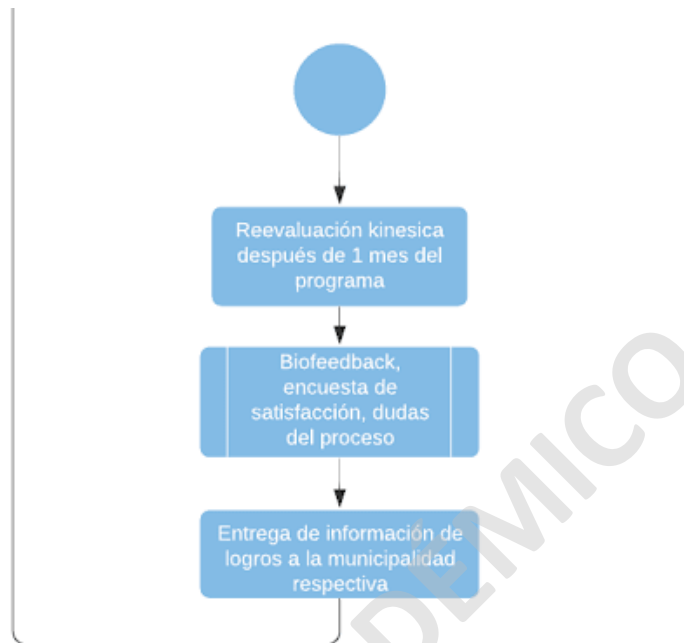 Reevaluación kinesica
después de 1 mes del
programa
Biofeedback,
encuesta de
satisfacción, dudas
del proceso
Entrega de información de
logros a la municipalidad
respectiva
DÉMICO